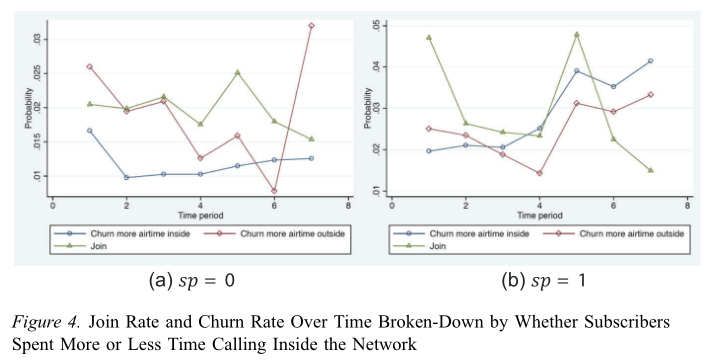 .03
.025
.02
.015
.01
Probability
0
2
4
6
8
Time period
Churn more airtime inside
Churn more airtime outside
Join
(a) sp = 0
.05
.04
.03
.02
.01
Probability
0
2
4
6
8
Time period
Churn more airtime inside
Churn more airtime outside
Join
(b) sp = 1
Figure 4. Join Rate and Churn Rate Over Time Broken-Down by Whether Subscribers
Spent More or Less Time Calling Inside the Network